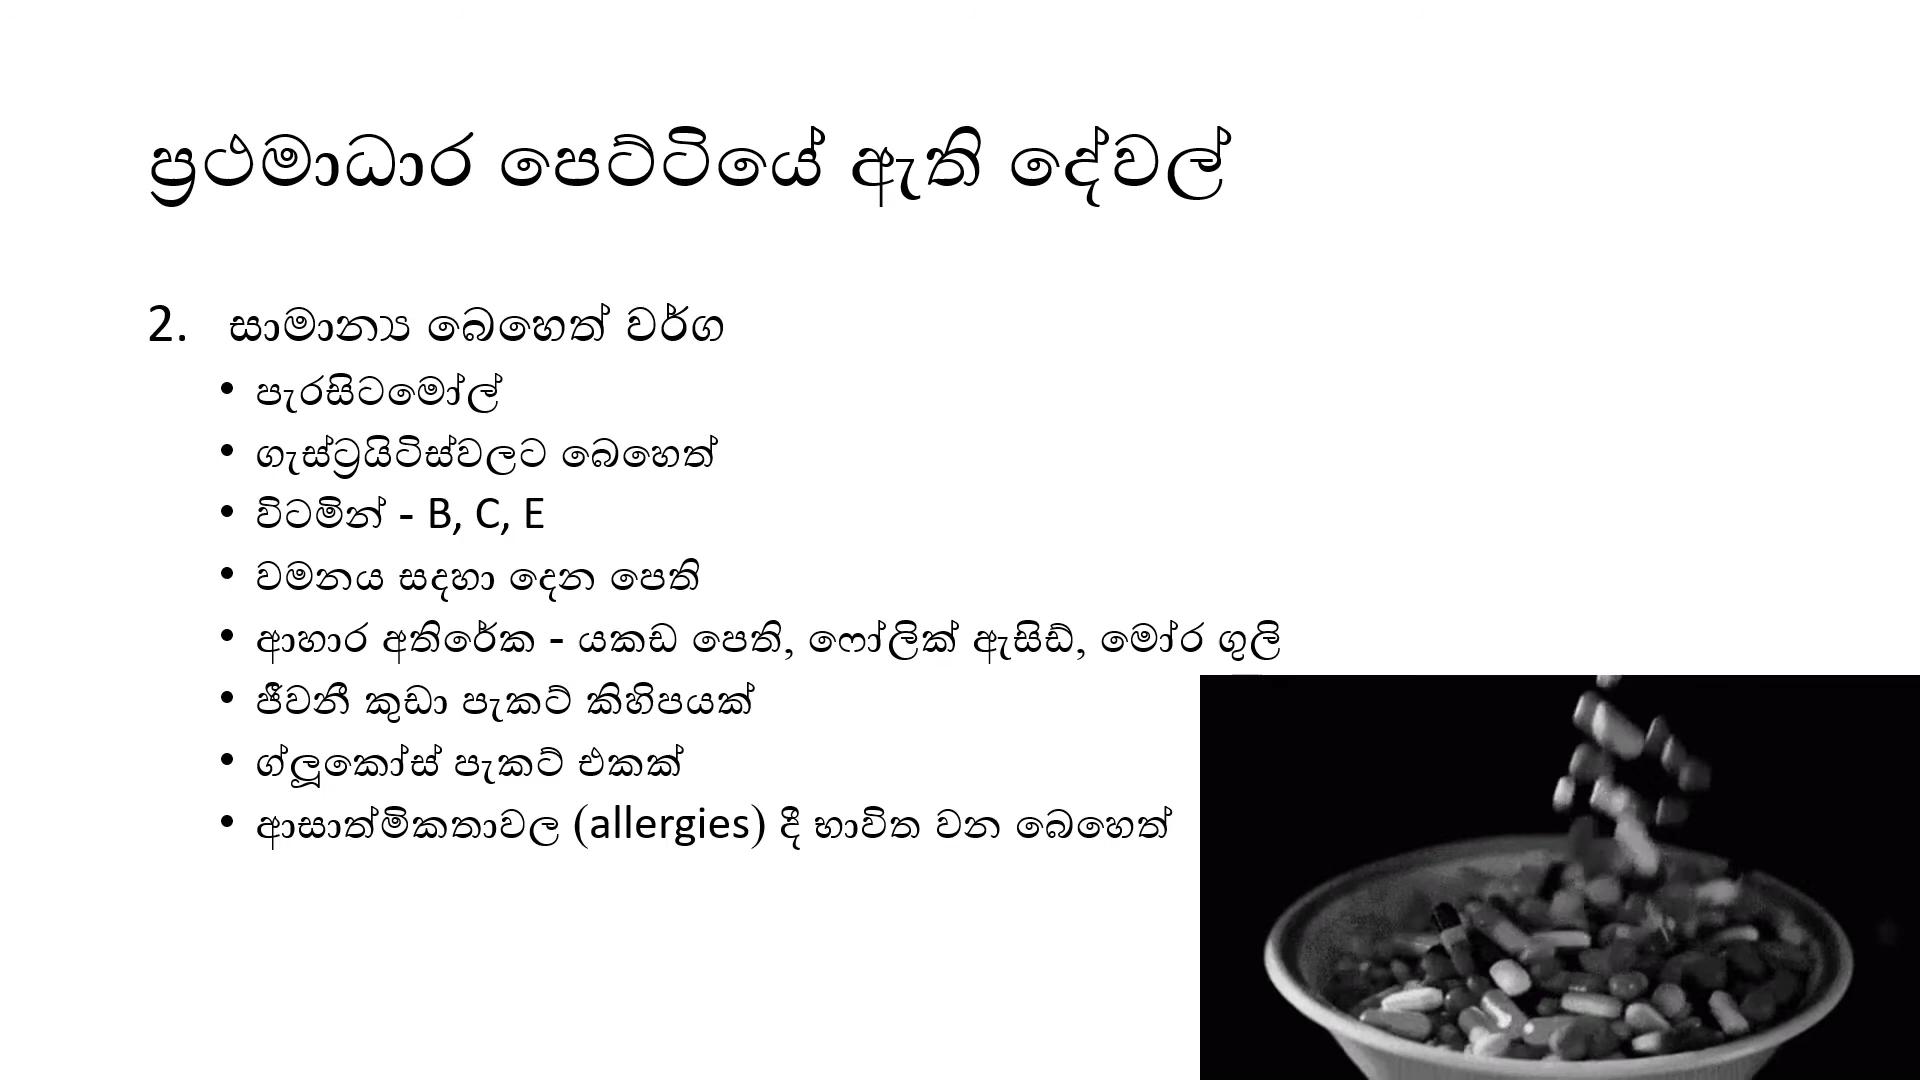 ප්‍රථමාධාර පෙට්ටියේ ඇති දේවල්
2. සාමාන්‍ය බෙහෙත් වර්ග
• පැරසිටමෝල්
• ගැස්ට්‍රයිටිස්වලට බෙහෙත්
• විටමින් - B, C, E
• වමනය සදහා දෙන පෙති
• ආහාර අතිරේක - යකඩ පෙති, ෆෝලික් ඇසිඩ්, මෝර ගුලි
• ජීවනී කුඩා පැකට් කිහිපයක්
• ග්ලූකෝස් පැකට් එකක්
• ආසාත්මිකතාවල (allergies) දී භාවිත වන බෙහෙත්